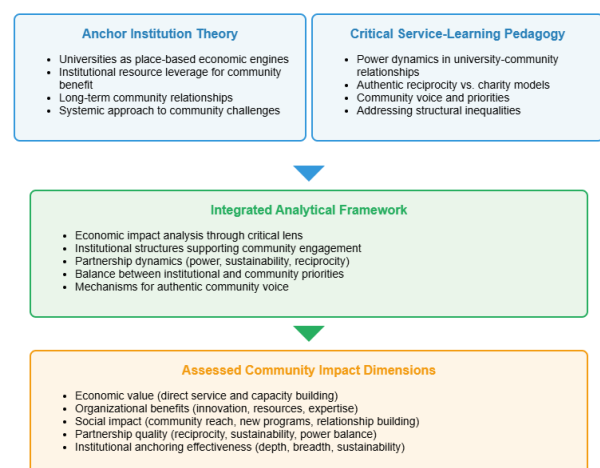 Anchor Institution Theory
Universities as place-based economic engines
Institutional resource leverage for community
benefit
Long-term community relationships
Systemic approach to community challenges
Critical Service-Learning Pedagogy
Power dynamics in university-community
relationships
Authentic reciprocity vs. charity models
Community voice and priorities
Addressing structural inequalities
Integrated Analytical Framework
Economic impact analysis through critical lens
Institutional structures supporting community engagement
Partnership dynamics (power, sustainability, reciprocity)
Balance between institutional and community priorities
Mechanisms for authentic community voice
Assessed Community Impact Dimensions
Economic value (direct service and capacity building)
Organizational benefits (innovation, resources, expertise)
Social impact (community reach, new programs, relationship building)
Partnership quality (reciprocity, sustainability, power balance)
Institutional anchoring effectiveness (depth, breadth, sustainability)